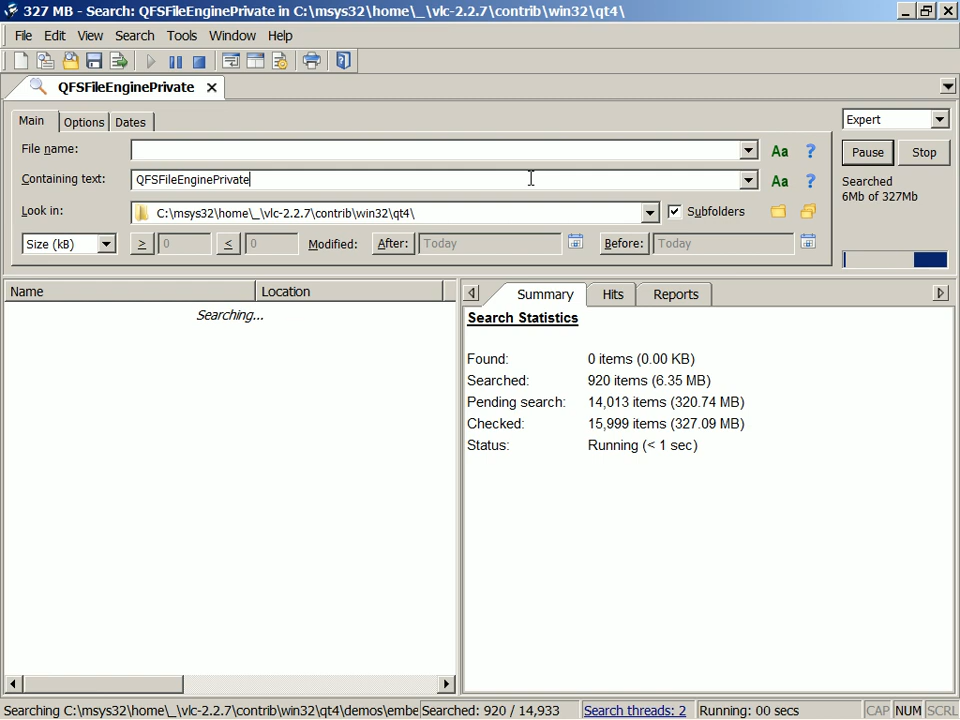 327 MB - Search: QFSFileEnginePrivate in C:\msys32\home\_\vlc-2.2.7\contrib\win32\qt4\
File Edit View Search Tools Window Help
QFSFileEnginePrivate
Main Options Dates
Expert
File name: Aa ?
Pause Stop
Containing text: QFSFileEnginePrivate Aa ?
Searched
6Mb of 327Mb
Look in: C:\msys32\home\_\vlc-2.2.7\contrib\win32\qt4\ Subfolders
Size (kB) > 0 < 0 Modified: After: Today Before: Today
Name Location
Searching...
Summary Hits Reports
Search Statistics
Found: 0 items (0.00 KB)
Searched: 920 items (6.35 MB)
Pending search: 14,013 items (320.74 MB)
Checked: 15,999 items (327.09 MB)
Status: Running (< 1 sec)
Searching C:\msys32\home\_\vlc-2.2.7\contrib\win32\qt4\demos\embe Searched: 920 / 14,933 Search threads: 2 Running: 00 secs CAP NUM SCRL